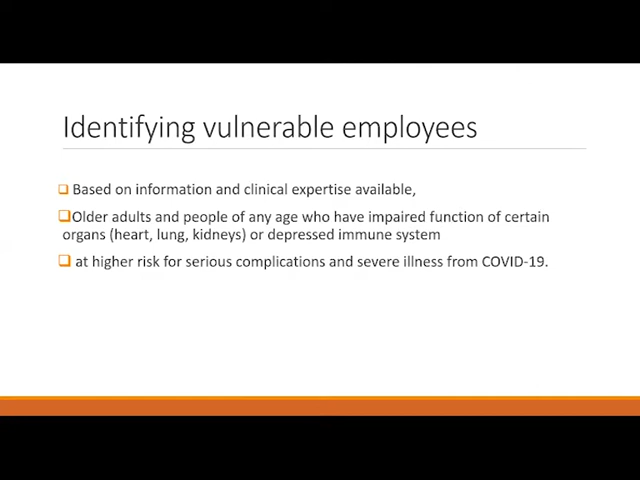 Identifying vulnerable employees
Based on information and clinical expertise available,
Older adults and people of any age who have impaired function of certain
organs (heart, lung, kidneys) or depressed immune system
at higher risk for serious complications and severe illness from COVID-19.